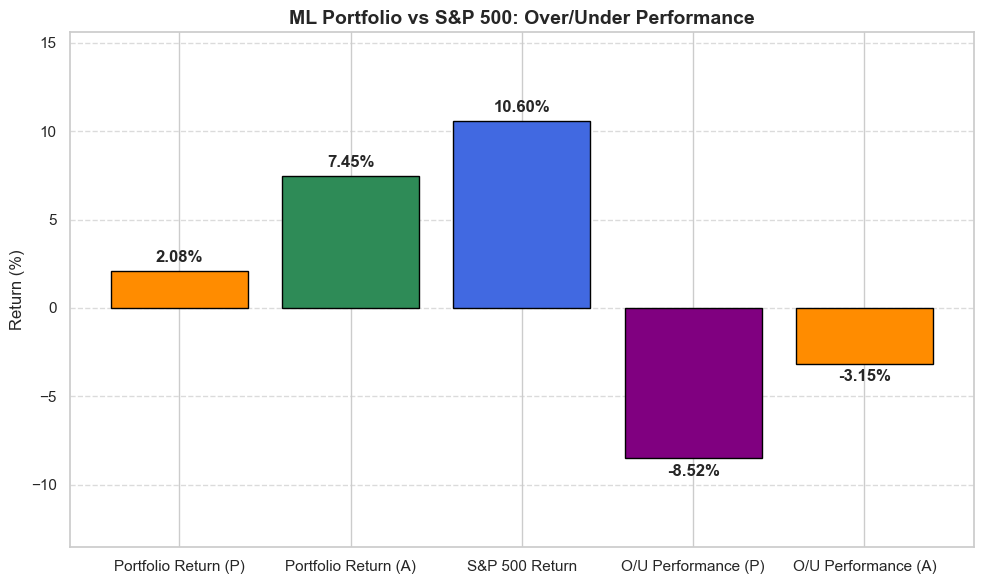 ML Portfolio vs S&P 500: Over/Under Performance
15
10
5
0
−5
−10
Return (%)
2.08%
7.45%
10.60%
-8.52%
-3.15%
Portfolio Return (P)
Portfolio Return (A)
S&P 500 Return
O/U Performance (P)
O/U Performance (A)